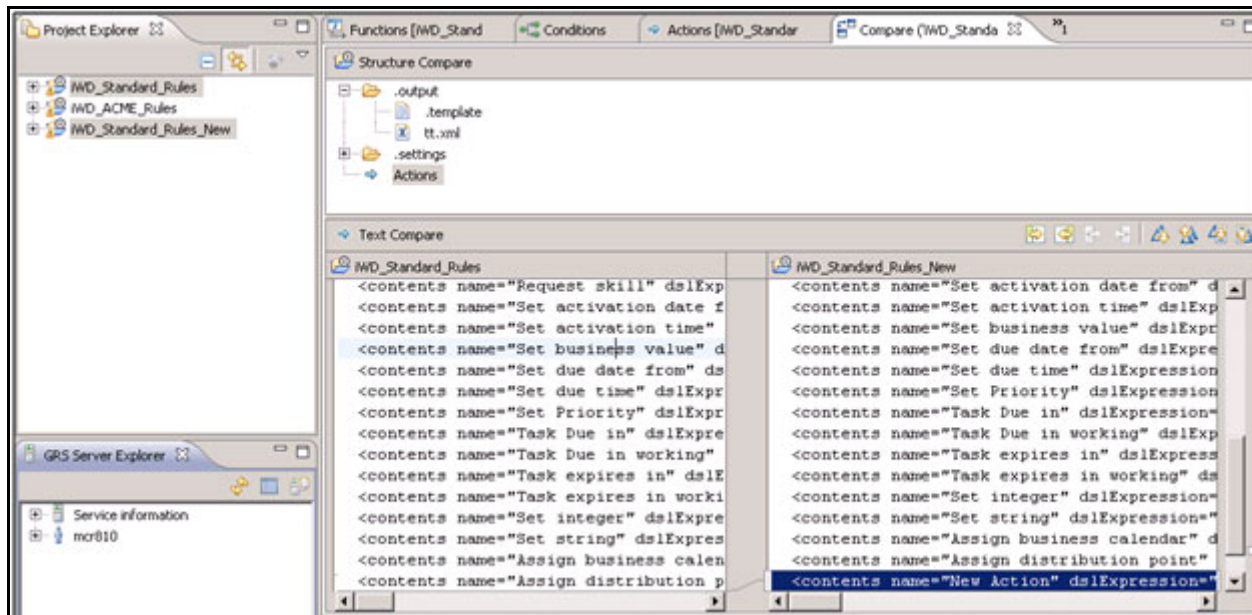 Project Explorer
iWD_Standard_Rules
iWD_ACME_Rules
iWD_Standard_Rules_New
GRS Server Explorer
Service information
mcr810
Functions [iWD_Stand
Conditions
Actions [iWD_Standar
Compare ('iWD_Standa
»1
Structure Compare
.output
.template
tt.xml
.settings
Actions
Text Compare
iWD_Standard_Rules
<contents name="Request skill" dslExp
<contents name="Set activation date f
<contents name="Set activation time"
<contents name="Set business value" d
<contents name="Set due date from" ds
<contents name="Set due time" dslExpr
<contents name="Set Priority" dslExpr
<contents name="Task Due in" dslExpre
<contents name="Task Due in working"
<contents name="Task expires in" dslE
<contents name="Task expires in worki
<contents name="Set integer" dslExpre
<contents name="Set string" dslExpres
<contents name="Assign business calen
<contents name="Assign distribution p
iWD_Standard_Rules_New
<contents name="Set activation date from" d
<contents name="Set activation time" dslExp
<contents name="Set business value" dslExpr
<contents name="Set due date from" dslExpre
<contents name="Set due time" dslExpression
<contents name="Set Priority" dslExpression
<contents name="Task Due in" dslExpression=
<contents name="Task Due in working" dslExp
<contents name="Task expires in" dslExpress
<contents name="Task expires in working" ds
<contents name="Set integer" dslExpression=
<contents name="Set string" dslExpression="
<contents name="Assign business calendar" d
<contents name="Assign distribution point"
<contents name="New Action" dslExpression="